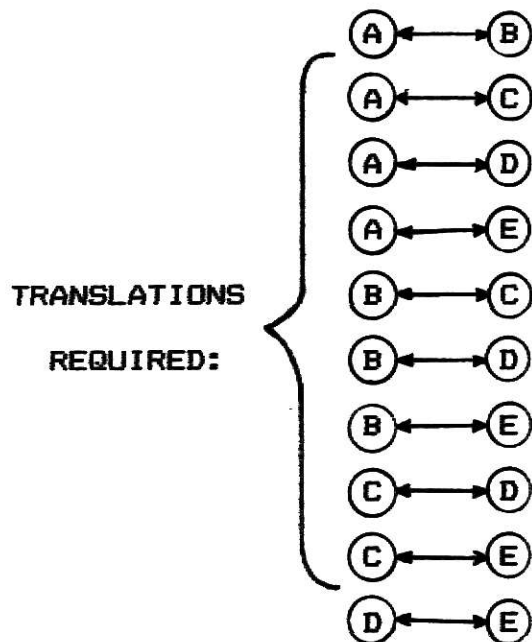 A B
A C
A D
A E
TRANSLATIONS
B C
REQUIRED:
B D
B E
C D
C E
D E